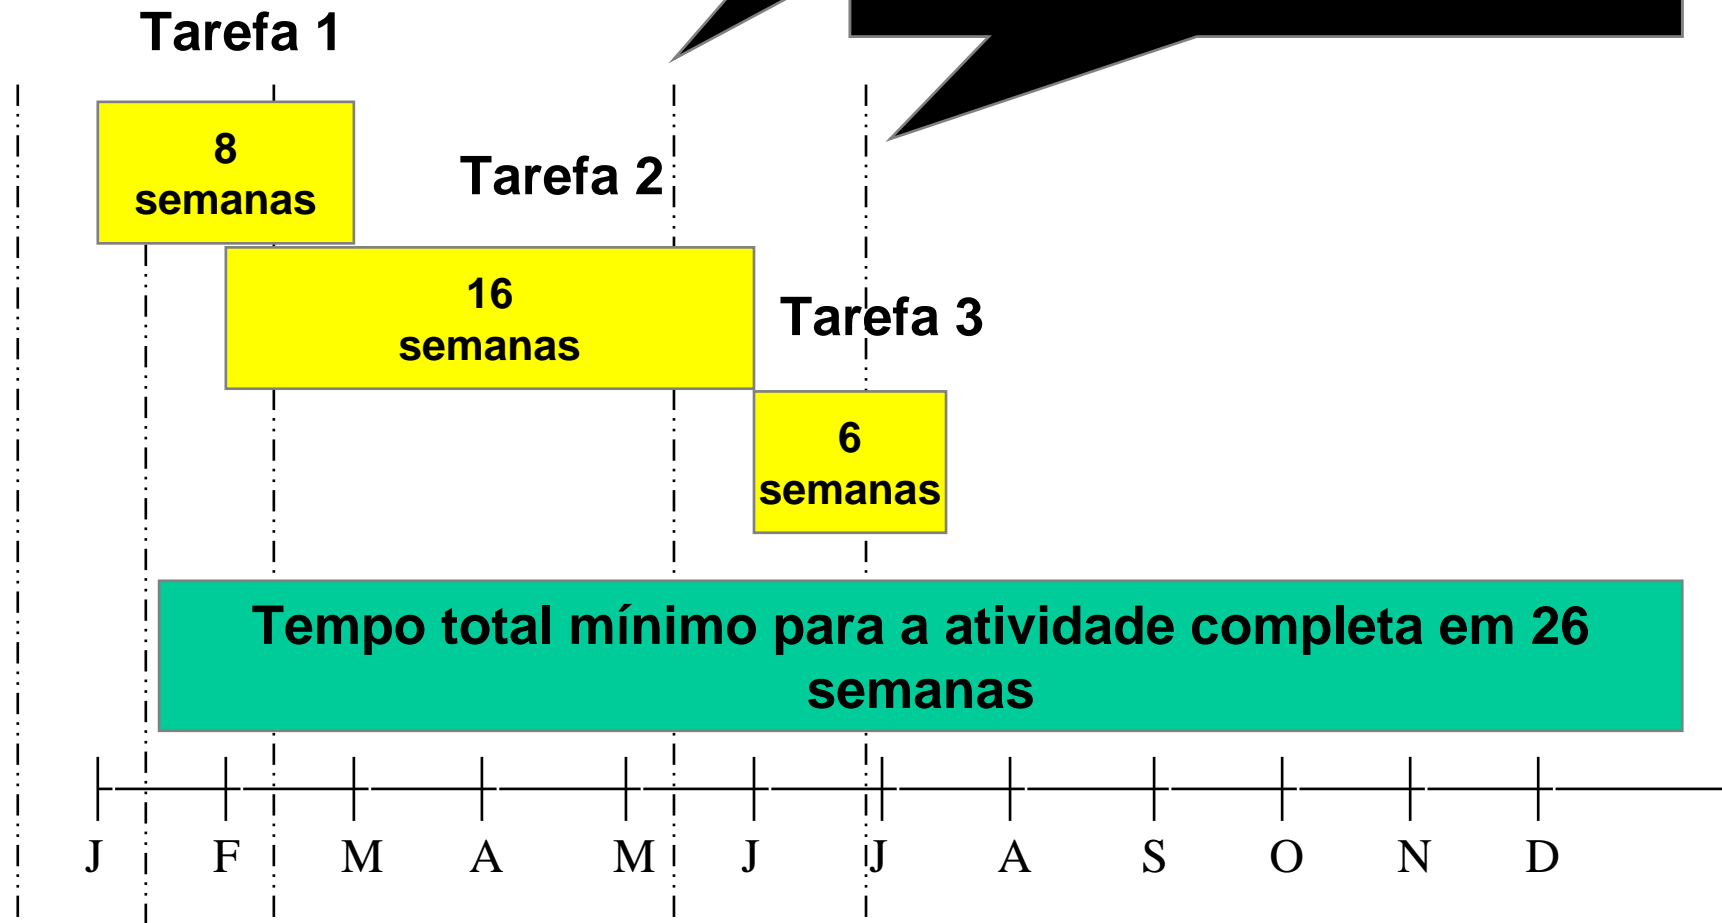 Tarefa 1
8
semanas
Tarefa 2
16
semanas
Tarefa 3
6
semanas
Tempo total mínimo para a atividade completa em 26
semanas
J F M A M J J A S O N D